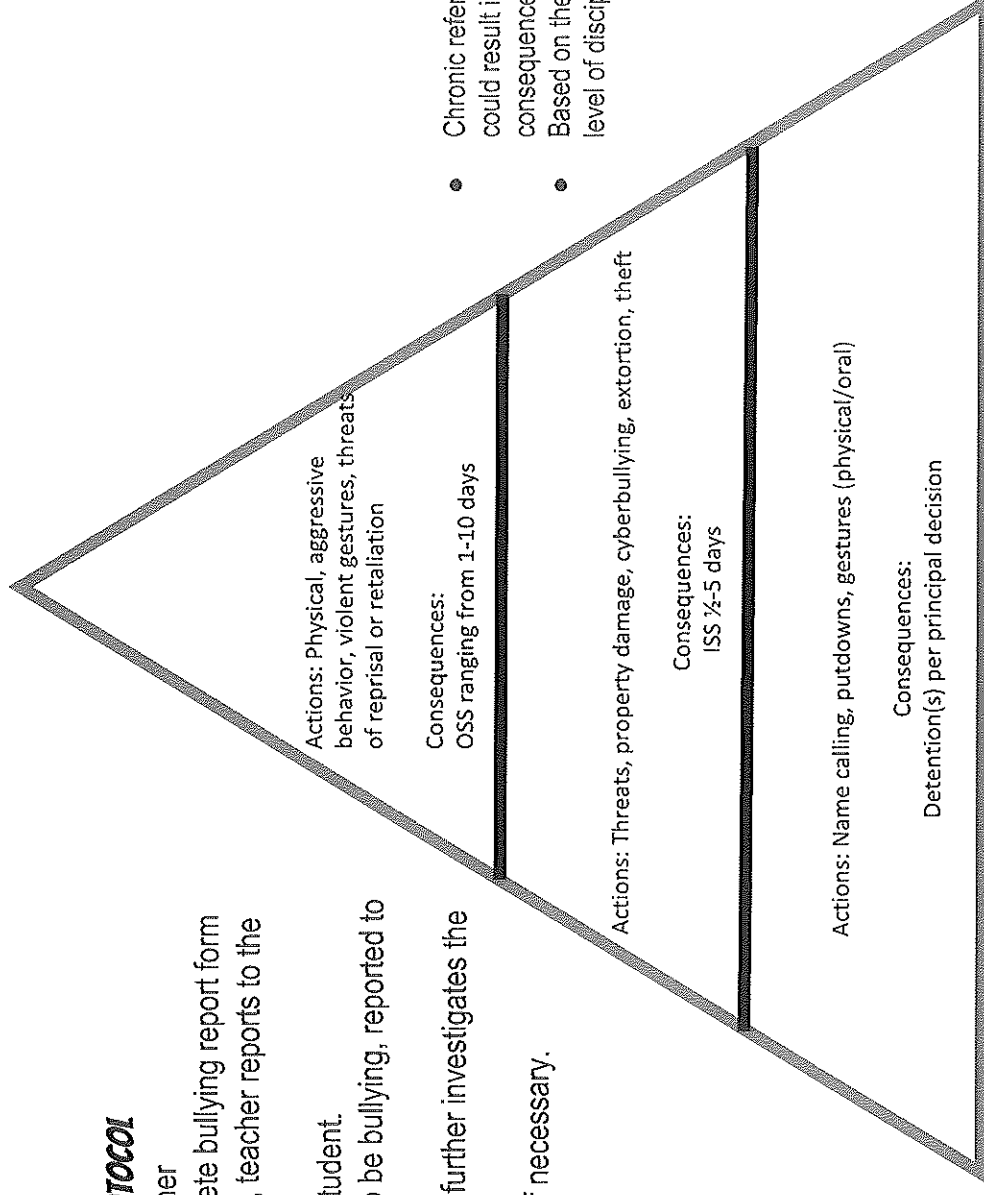 TOCOL
her
ete bullying report form
, teacher reports to the
tudent.
o be bullying, reported to
further investigates the
f necessary.
Actions: Physical, aggressive
behavior, violent gestures, threats
of reprisal or retaliation
Consequences:
OSS ranging from 1-10 days
Actions: Threats, property damage, cyberbullying, extortion, theft
Consequences:
ISS ½-5 days
Actions: Name calling, putdowns, gestures (physical/oral)
Consequences:
Detention(s) per principal decision
• Chronic refer
could result i
consequence
• Based on the
level of discip